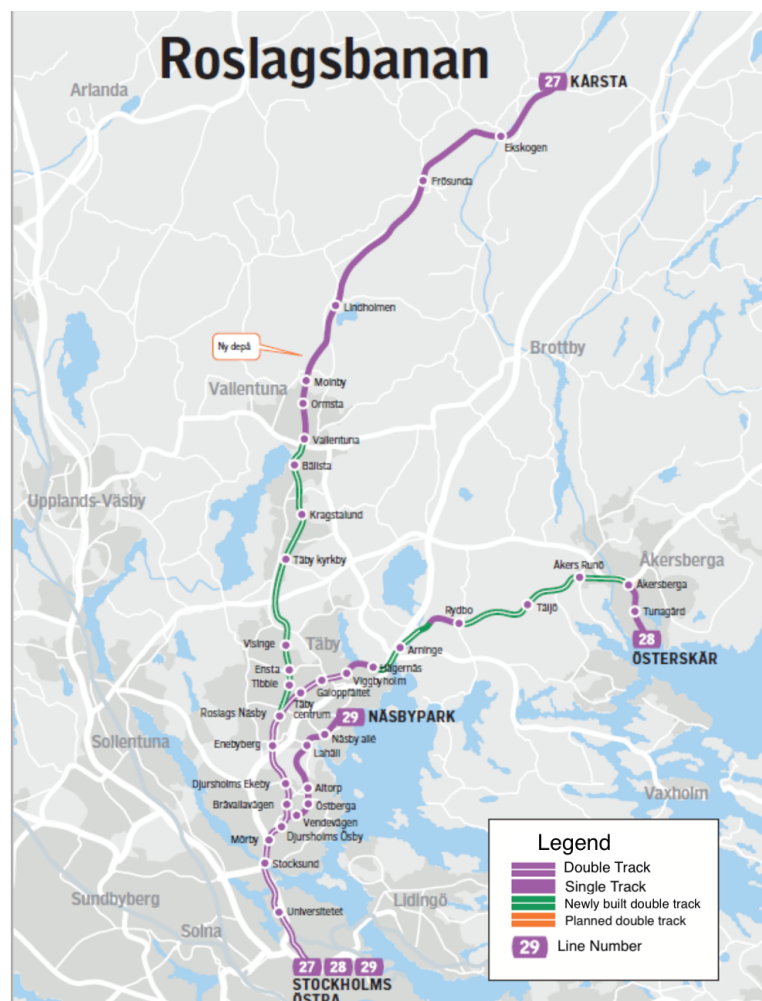 Roslagsbanan
27 KÅRSTA
Arlanda
Ekskogen
Frösunda
Lindholmen
Ny depå
Brottby
Vallentuna
Molnby
Ormsta
Vallentuna
Bällsta
Upplands-Väsby
Kragstalund
Täby kyrkby
Åkers Runö
Åkersberga
Åkersberga
Rydbo
Täljö
Tunagård
28
ÖSTERSKÄR
Visinge
Täby
Arninge
Ensta
Hägernäs
Tibble
Viggbyholm
Galoppfältet
Täby
centrum
Roslags Näsby
29 NÄSBYPARK
Sollentuna
Näsby allé
Enebyberg
Lahäll
Djursholms Ekeby
Altorp
Vaxholm
Bråvallavägen
Östberga
Vendevägen
Djursholms Ösby
Mörby
Stocksund
Sundbyberg
Lidingö
Universitetet
Solna
27 28 29
STOCKHOLMS
ÖSTRA
Legend
Double Track
Single Track
Newly built double track
Planned double track
29 Line Number